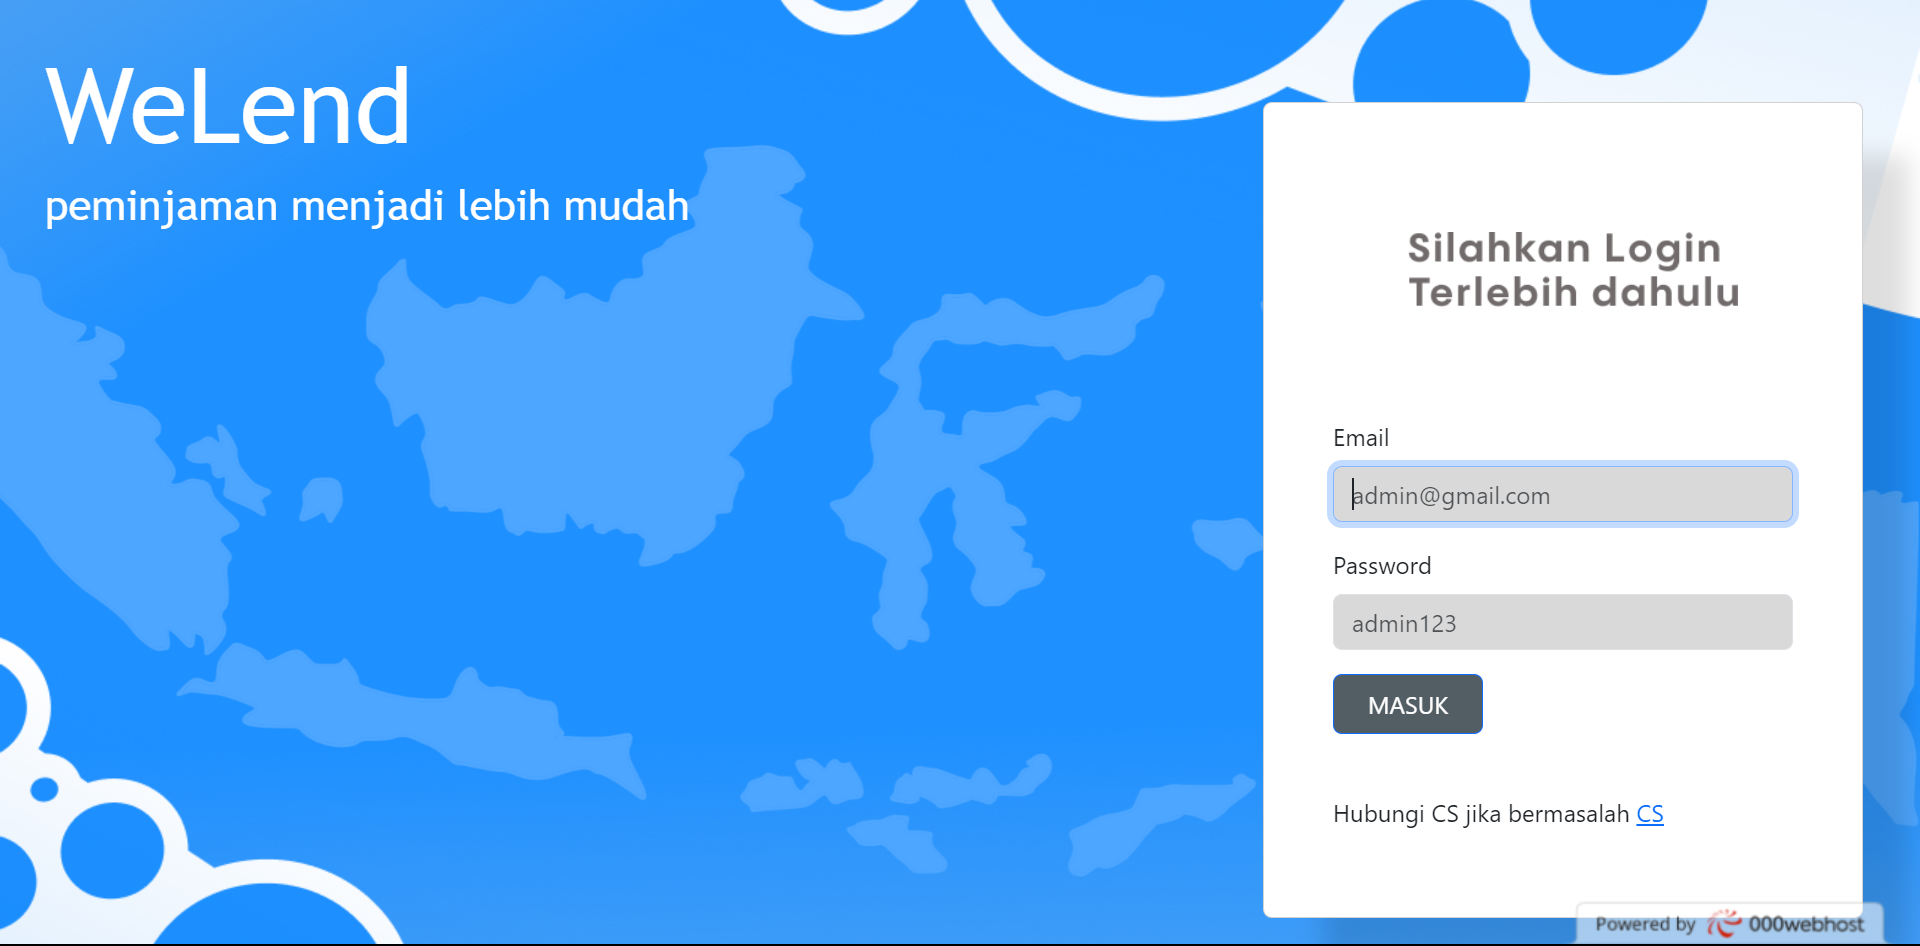 WeLend
peminjaman menjadi lebih mudah
Silahkan Login
Terlebih dahulu
Email
admin@gmail.com
Password
admin123
MASUK
Hubungi CS jika bermasalah CS
Powered by 000webhost